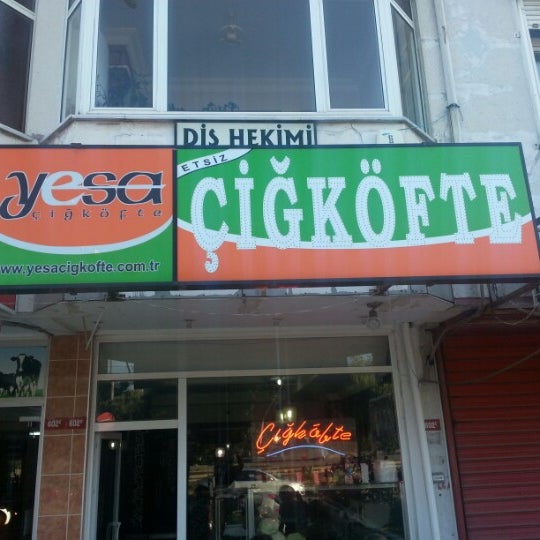 DİŞ HEKİMİ
yesa
çiğköfte
www.yesacigkofte.com.tr
ETSİZ
ÇİĞKÖFTE
Çiğköfte